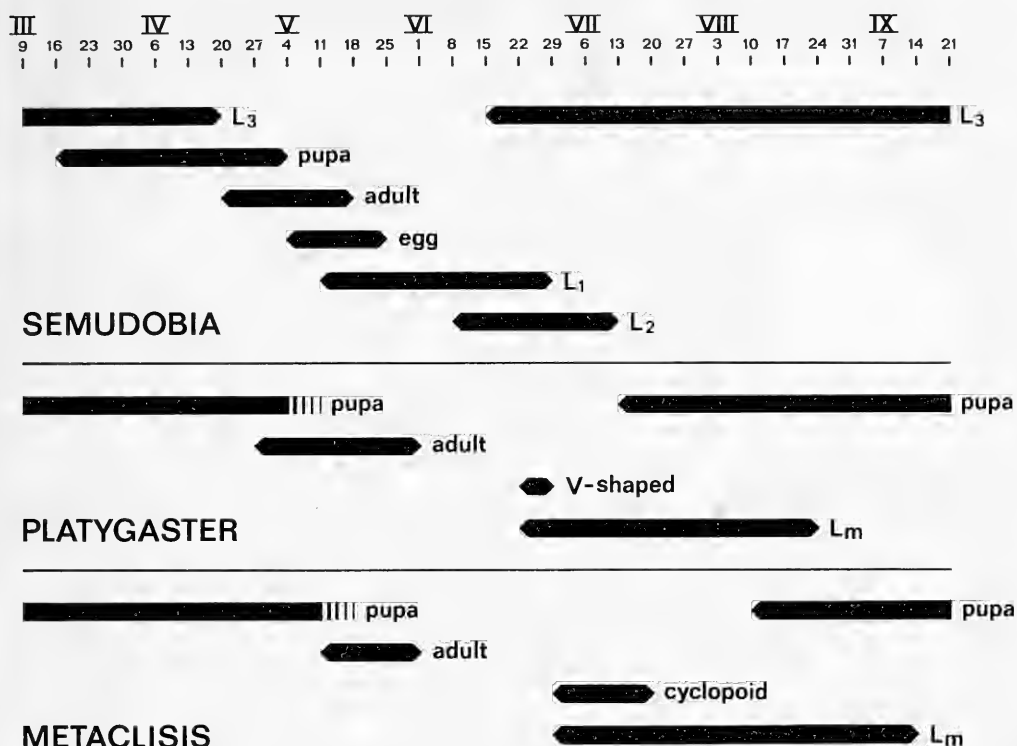 III IV V VI VII VIII IX
9 16 23 30 6 13 20 27 4 11 18 25 1 8 15 22 29 6 13 20 27 3 10 17 24 31 7 14 21
L3 L3
pupa
adult
egg
L1
L2
SEMUDOBIA
pupa pupa
adult
V-shaped
Lm
PLATYGASTER
pupa pupa
adult
cyclopoid
Lm
METACLISIS